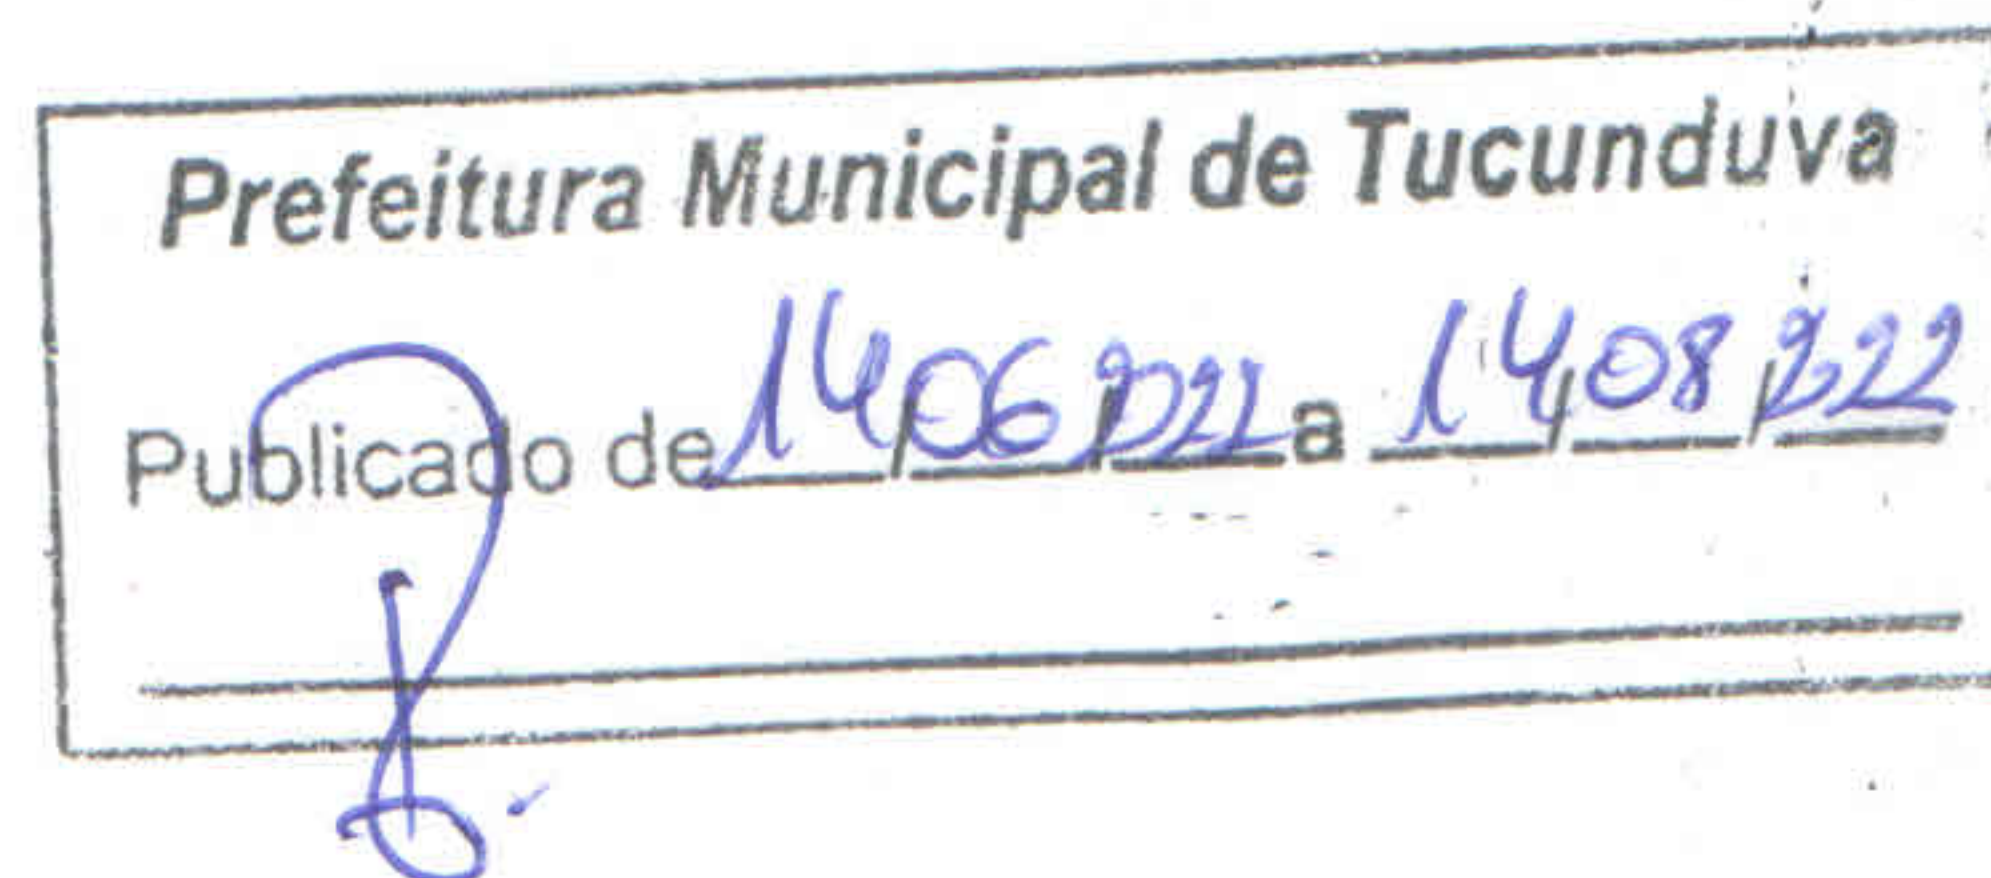 Prefeitura Municipal de Tucunduva
Publicado de 14/06/2022 a 14/08/2022